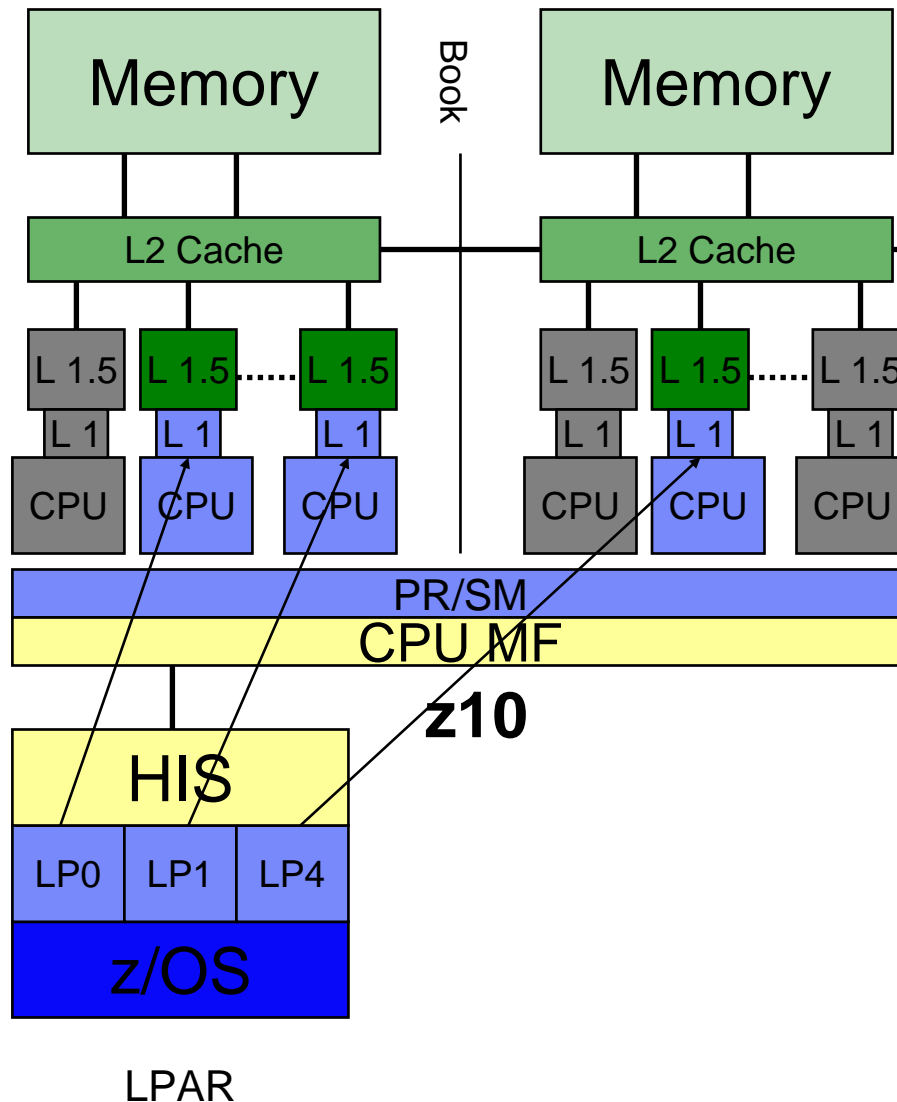 Memory
Book
Memory
L2 Cache
L2 Cache
L 1.5 L 1.5 L 1.5
L 1.5 L 1.5 L 1.5
L 1 L 1 L 1
L 1 L 1 L 1
CPU CPU CPU
CPU CPU CPU
PR/SM
CPU MF
z10
HIS
LP0 LP1 LP4
z/OS
LPAR